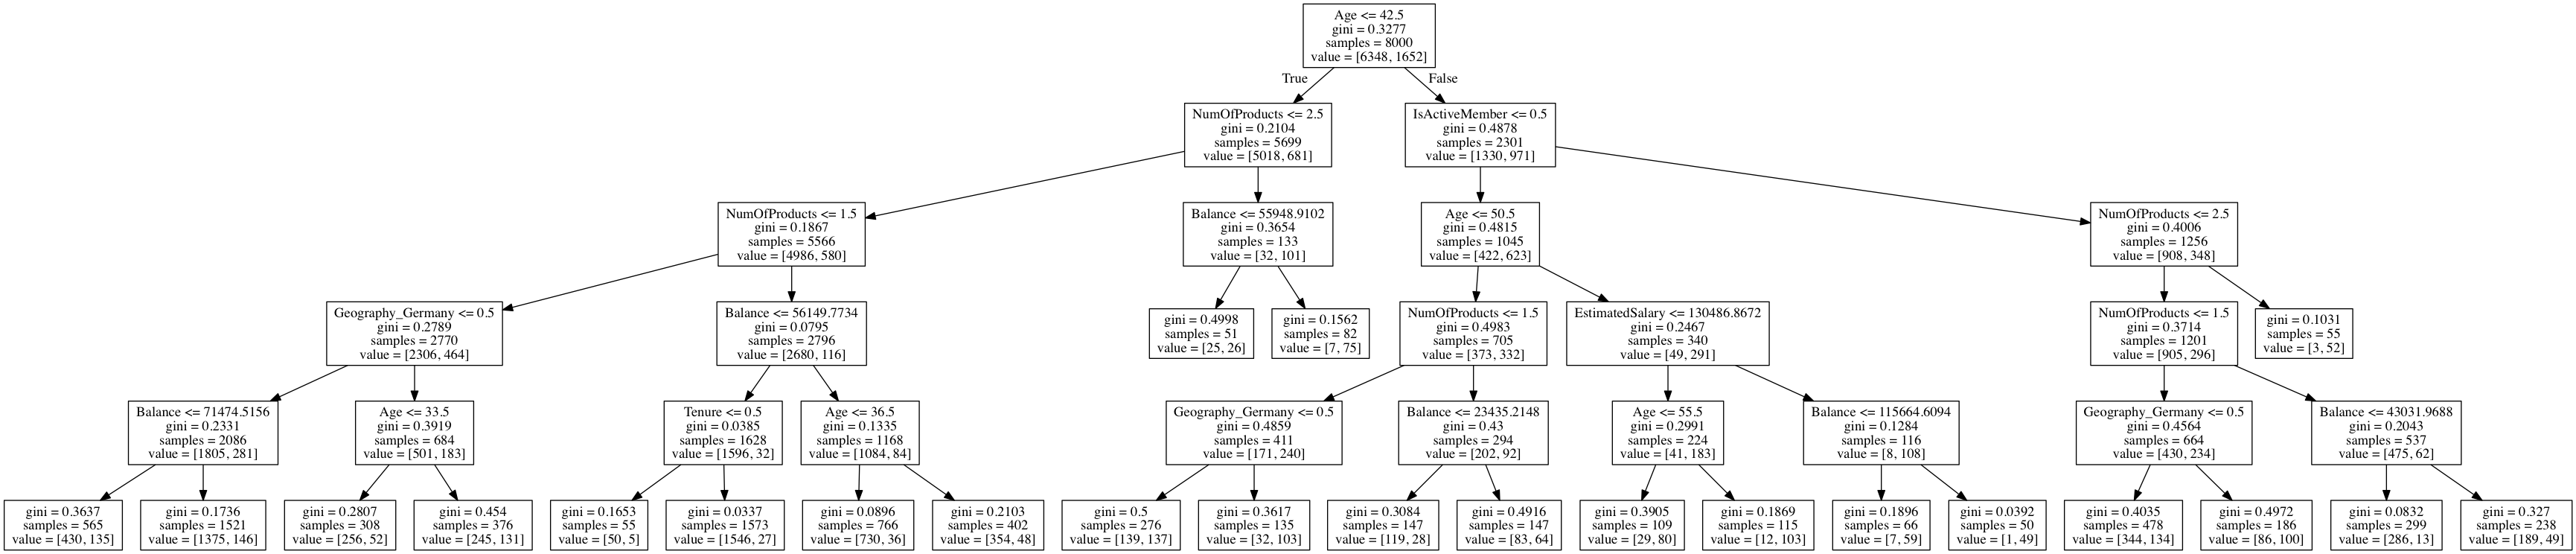 Age <= 42.5
gini = 0.3277
samples = 8000
value = [6348, 1652]
True
False
NumOfProducts <= 2.5
gini = 0.2104
samples = 5699
value = [5018, 681]
IsActiveMember <= 0.5
gini = 0.4878
samples = 2301
value = [1330, 971]
NumOfProducts <= 1.5
gini = 0.1867
samples = 5566
value = [4986, 580]
Balance <= 55948.9102
gini = 0.3654
samples = 133
value = [32, 101]
Age <= 50.5
gini = 0.4815
samples = 1045
value = [422, 623]
NumOfProducts <= 2.5
gini = 0.4006
samples = 1256
value = [908, 348]
Geography_Germany <= 0.5
gini = 0.2789
samples = 2770
value = [2306, 464]
Balance <= 56149.7734
gini = 0.0795
samples = 2796
value = [2680, 116]
gini = 0.4998
samples = 51
value = [25, 26]
gini = 0.1562
samples = 82
value = [7, 75]
NumOfProducts <= 1.5
gini = 0.4983
samples = 705
value = [373, 332]
EstimatedSalary <= 130486.8672
gini = 0.2467
samples = 340
value = [49, 291]
NumOfProducts <= 1.5
gini = 0.3714
samples = 1201
value = [905, 296]
gini = 0.1031
samples = 55
value = [3, 52]
Balance <= 71474.5156
gini = 0.2331
samples = 2086
value = [1805, 281]
Age <= 33.5
gini = 0.3919
samples = 684
value = [501, 183]
Tenure <= 0.5
gini = 0.0385
samples = 1628
value = [1596, 32]
Age <= 36.5
gini = 0.1335
samples = 1168
value = [1084, 84]
Geography_Germany <= 0.5
gini = 0.4859
samples = 411
value = [171, 240]
Balance <= 23435.2148
gini = 0.43
samples = 294
value = [202, 92]
Age <= 55.5
gini = 0.2991
samples = 224
value = [41, 183]
Balance <= 115664.6094
gini = 0.1284
samples = 116
value = [8, 108]
Geography_Germany <= 0.5
gini = 0.4564
samples = 664
value = [430, 234]
Balance <= 43031.9688
gini = 0.2043
samples = 537
value = [475, 62]
gini = 0.3637
samples = 565
value = [430, 135]
gini = 0.1736
samples = 1521
value = [1375, 146]
gini = 0.2807
samples = 308
value = [256, 52]
gini = 0.454
samples = 376
value = [245, 131]
gini = 0.1653
samples = 55
value = [50, 5]
gini = 0.0337
samples = 1573
value = [1546, 27]
gini = 0.0896
samples = 766
value = [730, 36]
gini = 0.2103
samples = 402
value = [354, 48]
gini = 0.5
samples = 276
value = [139, 137]
gini = 0.3617
samples = 135
value = [32, 103]
gini = 0.3084
samples = 147
value = [119, 28]
gini = 0.4916
samples = 147
value = [83, 64]
gini = 0.3905
samples = 109
value = [29, 80]
gini = 0.1869
samples = 115
value = [12, 103]
gini = 0.1896
samples = 66
value = [7, 59]
gini = 0.0392
samples = 50
value = [1, 49]
gini = 0.4035
samples = 478
value = [344, 134]
gini = 0.4972
samples = 186
value = [86, 100]
gini = 0.0832
samples = 299
value = [286, 13]
gini = 0.327
samples = 238
value = [189, 49]